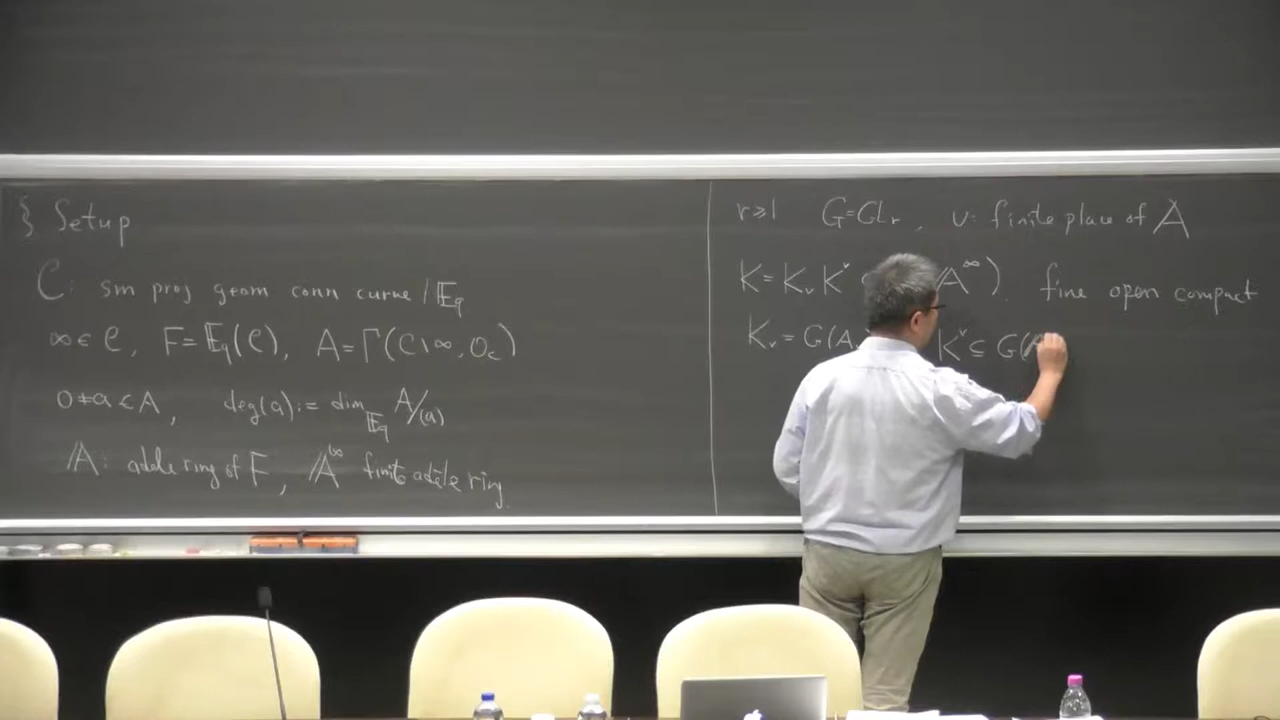 § Setup
C: sm proj geom conn curve / 𝔽q
∞ ∈ C, F = 𝔽q(C), A = Γ(C∖∞, O_C)
0 ≠ a ∈ A, deg(a) := dim_𝔽q A/(a)
𝔸: adele ring of F, 𝔸^∞ finite adele ring.
r ≥ 1 G = GL_r, v: finite place of A
K = K_v K^v 𝔸^∞). fine open compact
K_v = G(A K^v ⊆ G(